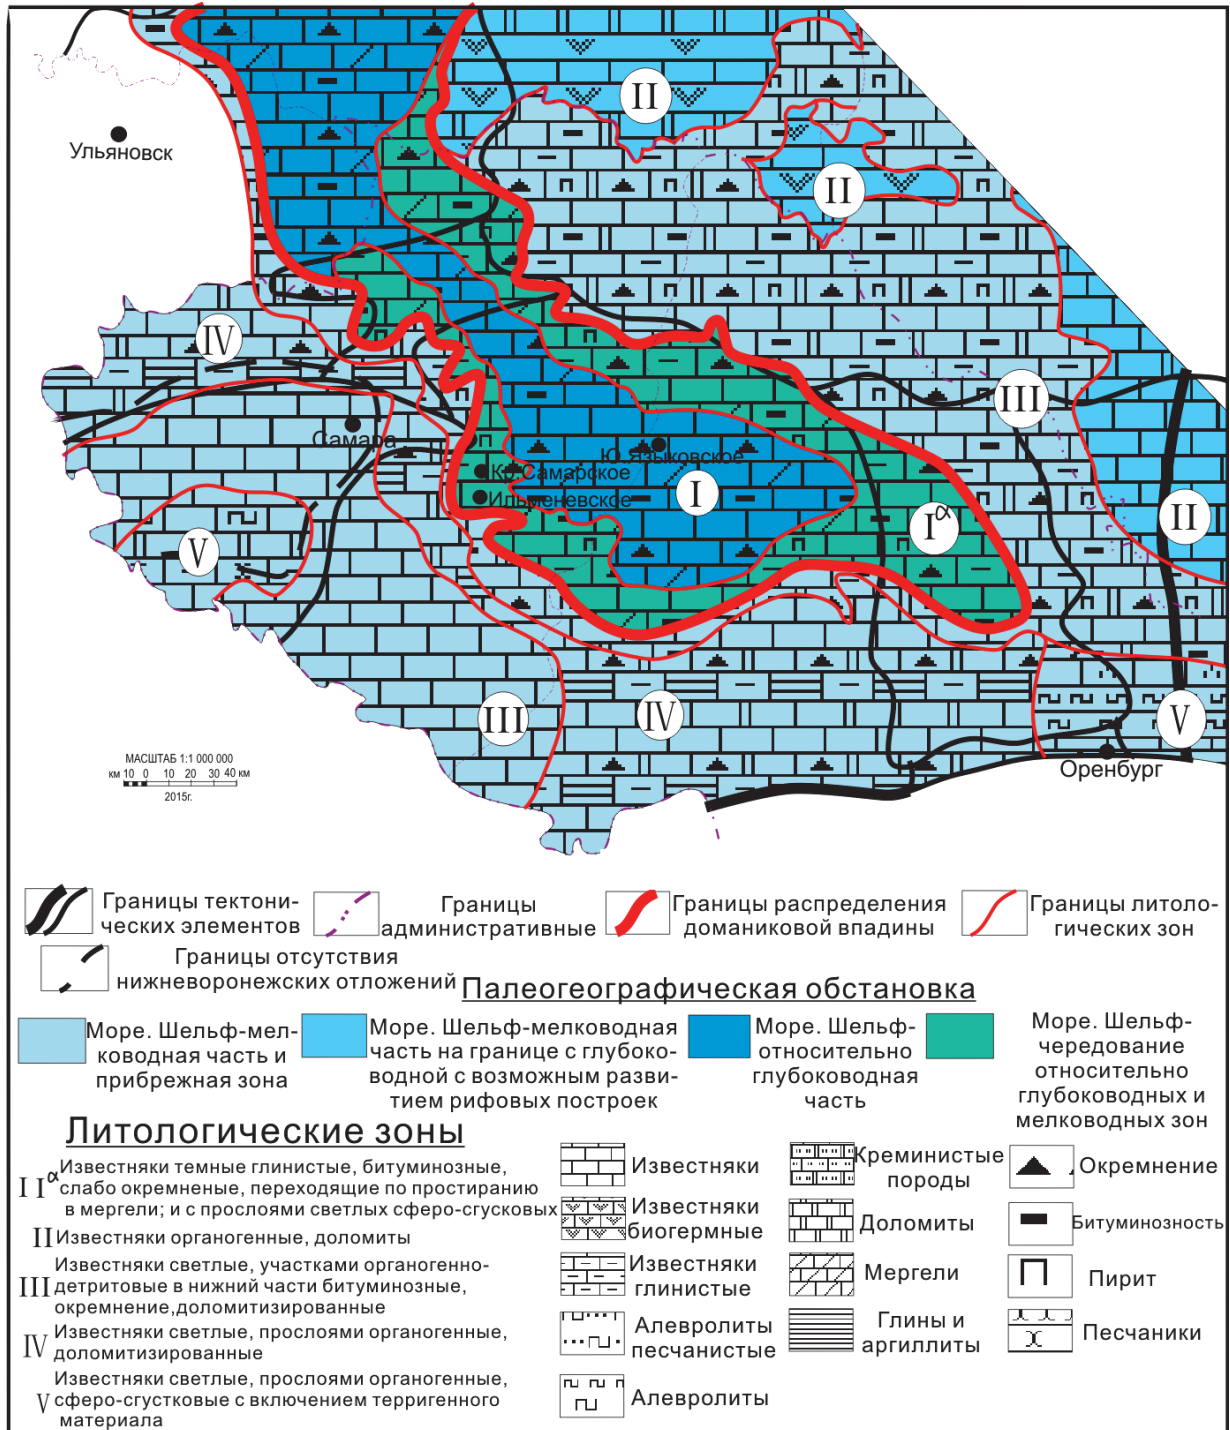 II
Ульяновск
II
IV
III
Самара
Ю.Языковское
Кр.Самарское
I
Ильменевское
II
Iα
V
III
IV
V
Оренбург
МАСШТАБ 1:1 000 000
км 10 0 10 20 30 40 км
2015г.
Границы тектони-
ческих элементов
Границы
административные
Границы распределения
доманиковой впадины
Границы литоло-
гических зон
Границы отсутствия
нижневоронежских отложений
Палеогеографическая обстановка
Море. Шельф-мел-
ководная часть и
прибрежная зона
Море. Шельф-мелководная
часть на границе с глубоко-
водной с возможным разви-
тием рифовых построек
Море. Шельф-
относительно
глубоководная
часть
Море. Шельф-
чередование
относительно
глубоководных и
мелководных зон
Литологические зоны
I Iα Известняки темные глинистые, битуминозные,
слабо окремненые, переходящие по простиранию
в мергели; и с прослоями светлых сферо-сгусковых
II Известняки органогенные, доломиты
III Известняки светлые, участками органогенно-
детритовые в нижний части битуминозные,
окремнение,доломитизированные
IV Известняки светлые, прослоями органогенные,
доломитизированные
V Известняки светлые, прослоями органогенные,
сферо-сгустковые с включением терригенного
материала
Известняки
Известняки
биогермные
Известняки
глинистые
Алевролиты
песчанистые
Алевролиты
Креминистые
породы
Доломиты
Мергели
Глины и
аргиллиты
Окремнение
Битуминозность
Пирит
Песчаники